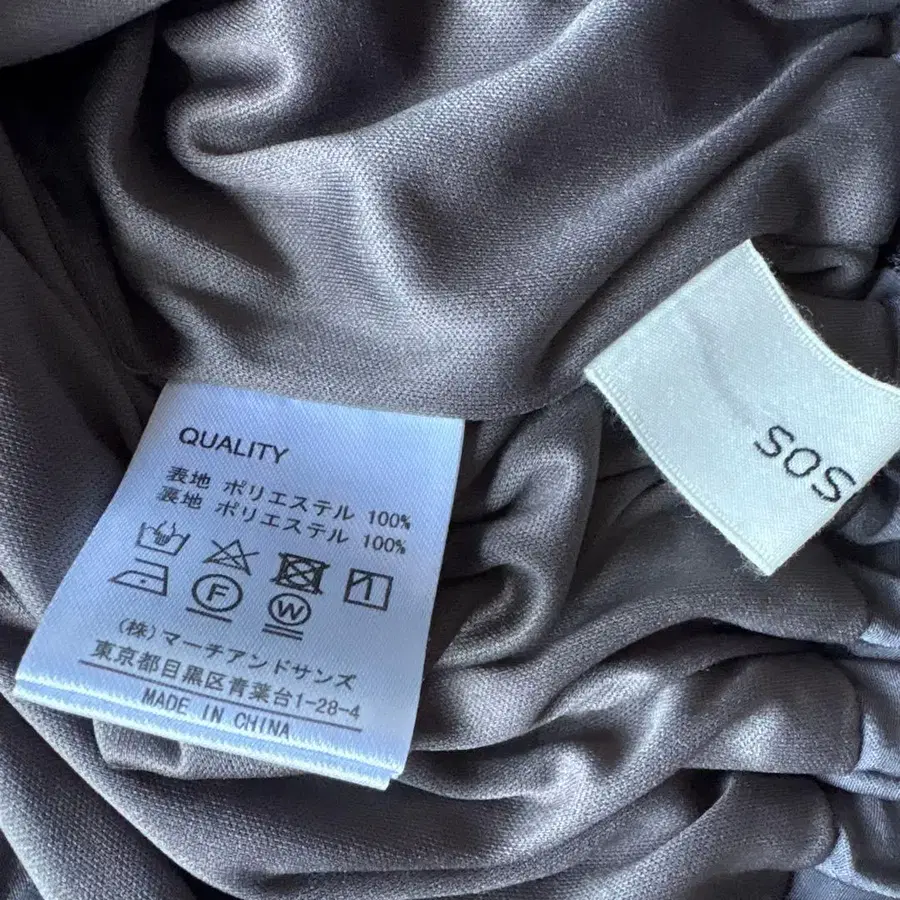 QUALITY
表地 ポリエステル 100%
裏地 ポリエステル 100%
F
W
(株)マーチアンドサンズ
東京都目黒区青葉台1-28-4
MADE IN CHINA
SOS